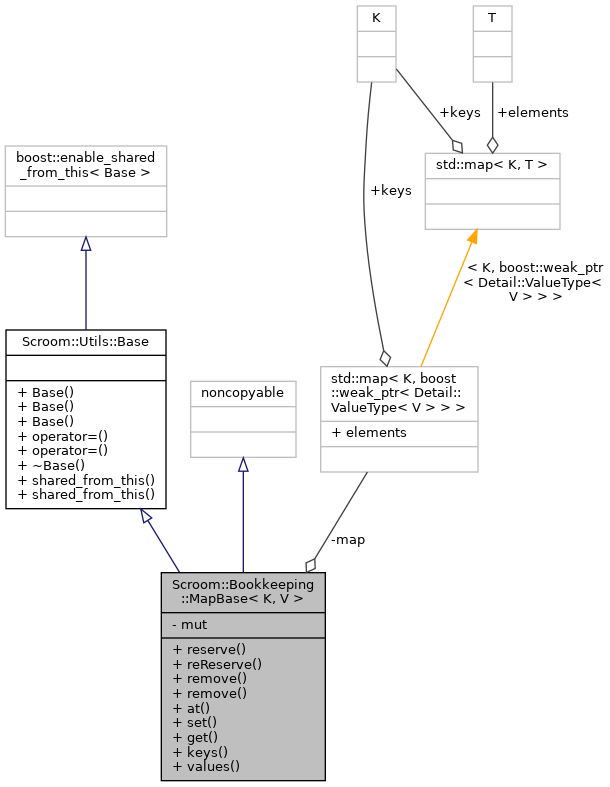 K
T
+keys
+elements
boost::enable_shared
_from_this< Base >
std::map< K, T >
+keys
< K, boost::weak_ptr
< Detail::ValueType<
V > > >
Scroom::Utils::Base
+ Base()
+ Base()
+ Base()
+ operator=()
+ operator=()
+ ~Base()
+ shared_from_this()
+ shared_from_this()
noncopyable
std::map< K, boost
::weak_ptr< Detail::
ValueType< V > > >
+ elements
-map
Scroom::Bookkeeping
::MapBase< K, V >
- mut
+ reserve()
+ reReserve()
+ remove()
+ remove()
+ at()
+ set()
+ get()
+ keys()
+ values()